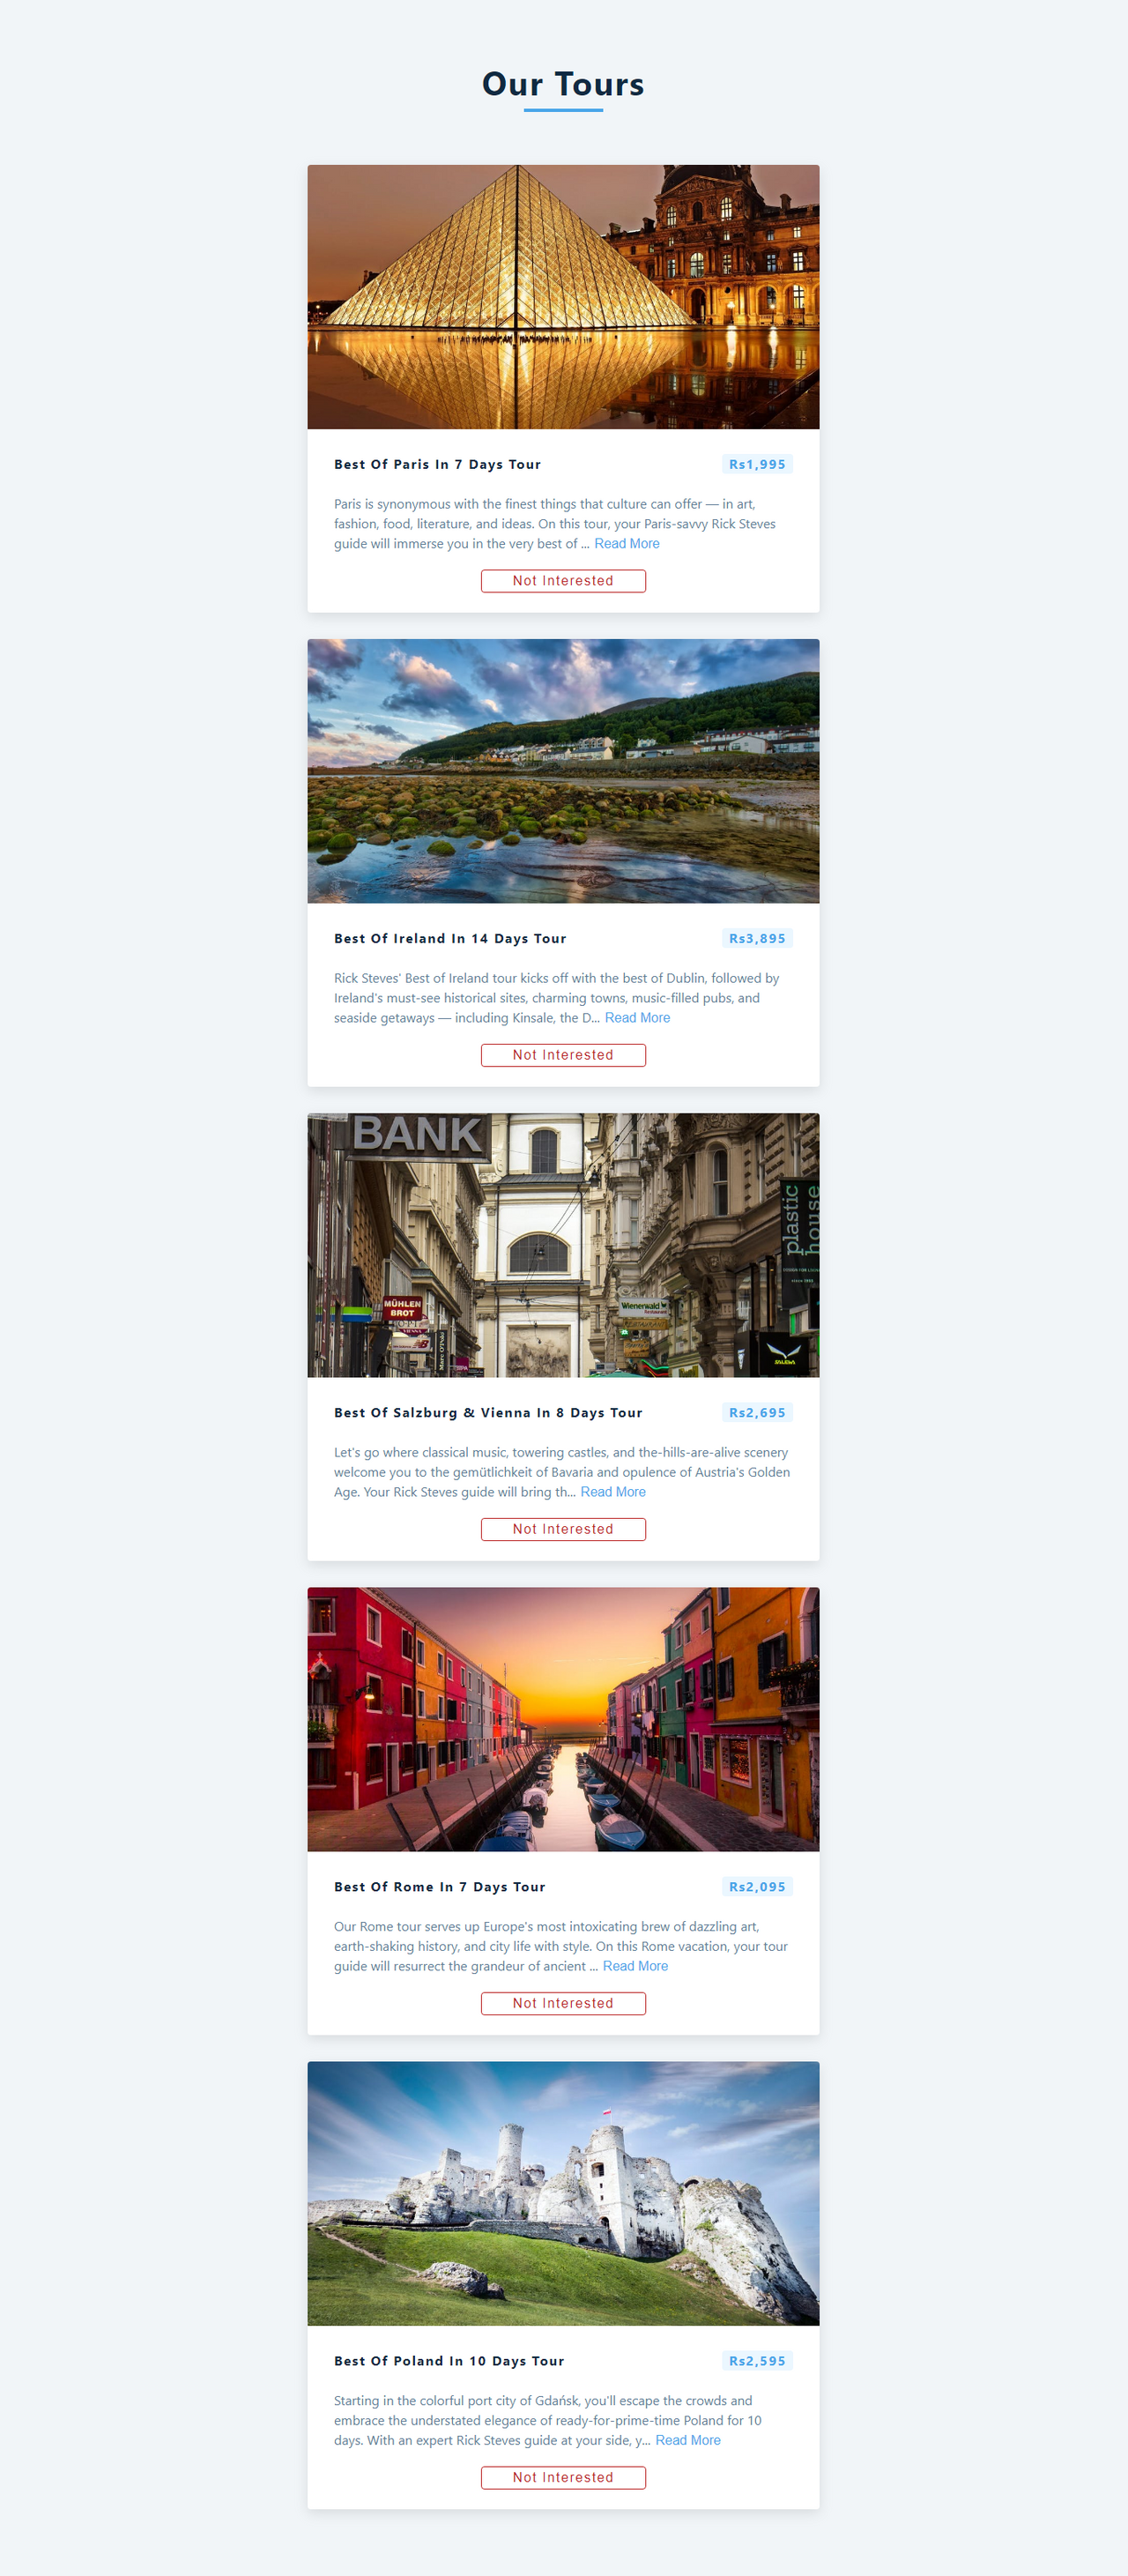 Our Tours
Best Of Paris In 7 Days Tour
Rs1,995
Paris is synonymous with the finest things that culture can offer — in art,
fashion, food, literature, and ideas. On this tour, your Paris-savvy Rick Steves
guide will immerse you in the very best of ... Read More
Not Interested
Best Of Ireland In 14 Days Tour
Rs3,895
Rick Steves' Best of Ireland tour kicks off with the best of Dublin, followed by
Ireland's must-see historical sites, charming towns, music-filled pubs, and
seaside getaways — including Kinsale, the D... Read More
Not Interested
BANK
plastic
house
since 1993
MÜHLEN
BROT
Wienerwald
Restaurant
Marc O'Polo
SALEWA
Best Of Salzburg & Vienna In 8 Days Tour
Rs2,695
Let's go where classical music, towering castles, and the-hills-are-alive scenery
welcome you to the gemütlichkeit of Bavaria and opulence of Austria's Golden
Age. Your Rick Steves guide will bring th... Read More
Not Interested
Best Of Rome In 7 Days Tour
Rs2,095
Our Rome tour serves up Europe's most intoxicating brew of dazzling art,
earth-shaking history, and city life with style. On this Rome vacation, your tour
guide will resurrect the grandeur of ancient ... Read More
Not Interested
Best Of Poland In 10 Days Tour
Rs2,595
Starting in the colorful port city of Gdańsk, you'll escape the crowds and
embrace the understated elegance of ready-for-prime-time Poland for 10
days. With an expert Rick Steves guide at your side, y... Read More
Not Interested